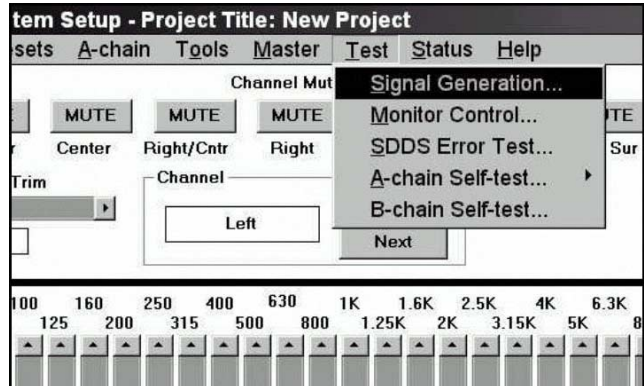 tem Setup - Project Title: New Project
sets A-chain Tools Master Test Status Help
Channel Mut
Signal Generation...
MUTE MUTE MUTE Monitor Control... TE
Center Right/Cntr Right SDDS Error Test... Sur
Trim Channel A-chain Self-test...
Left B-chain Self-test...
Next
100 160 250 400 630 1K 1.6K 2.5K 4K 6.3K
125 200 315 500 800 1.25K 2K 3.15K 5K 8